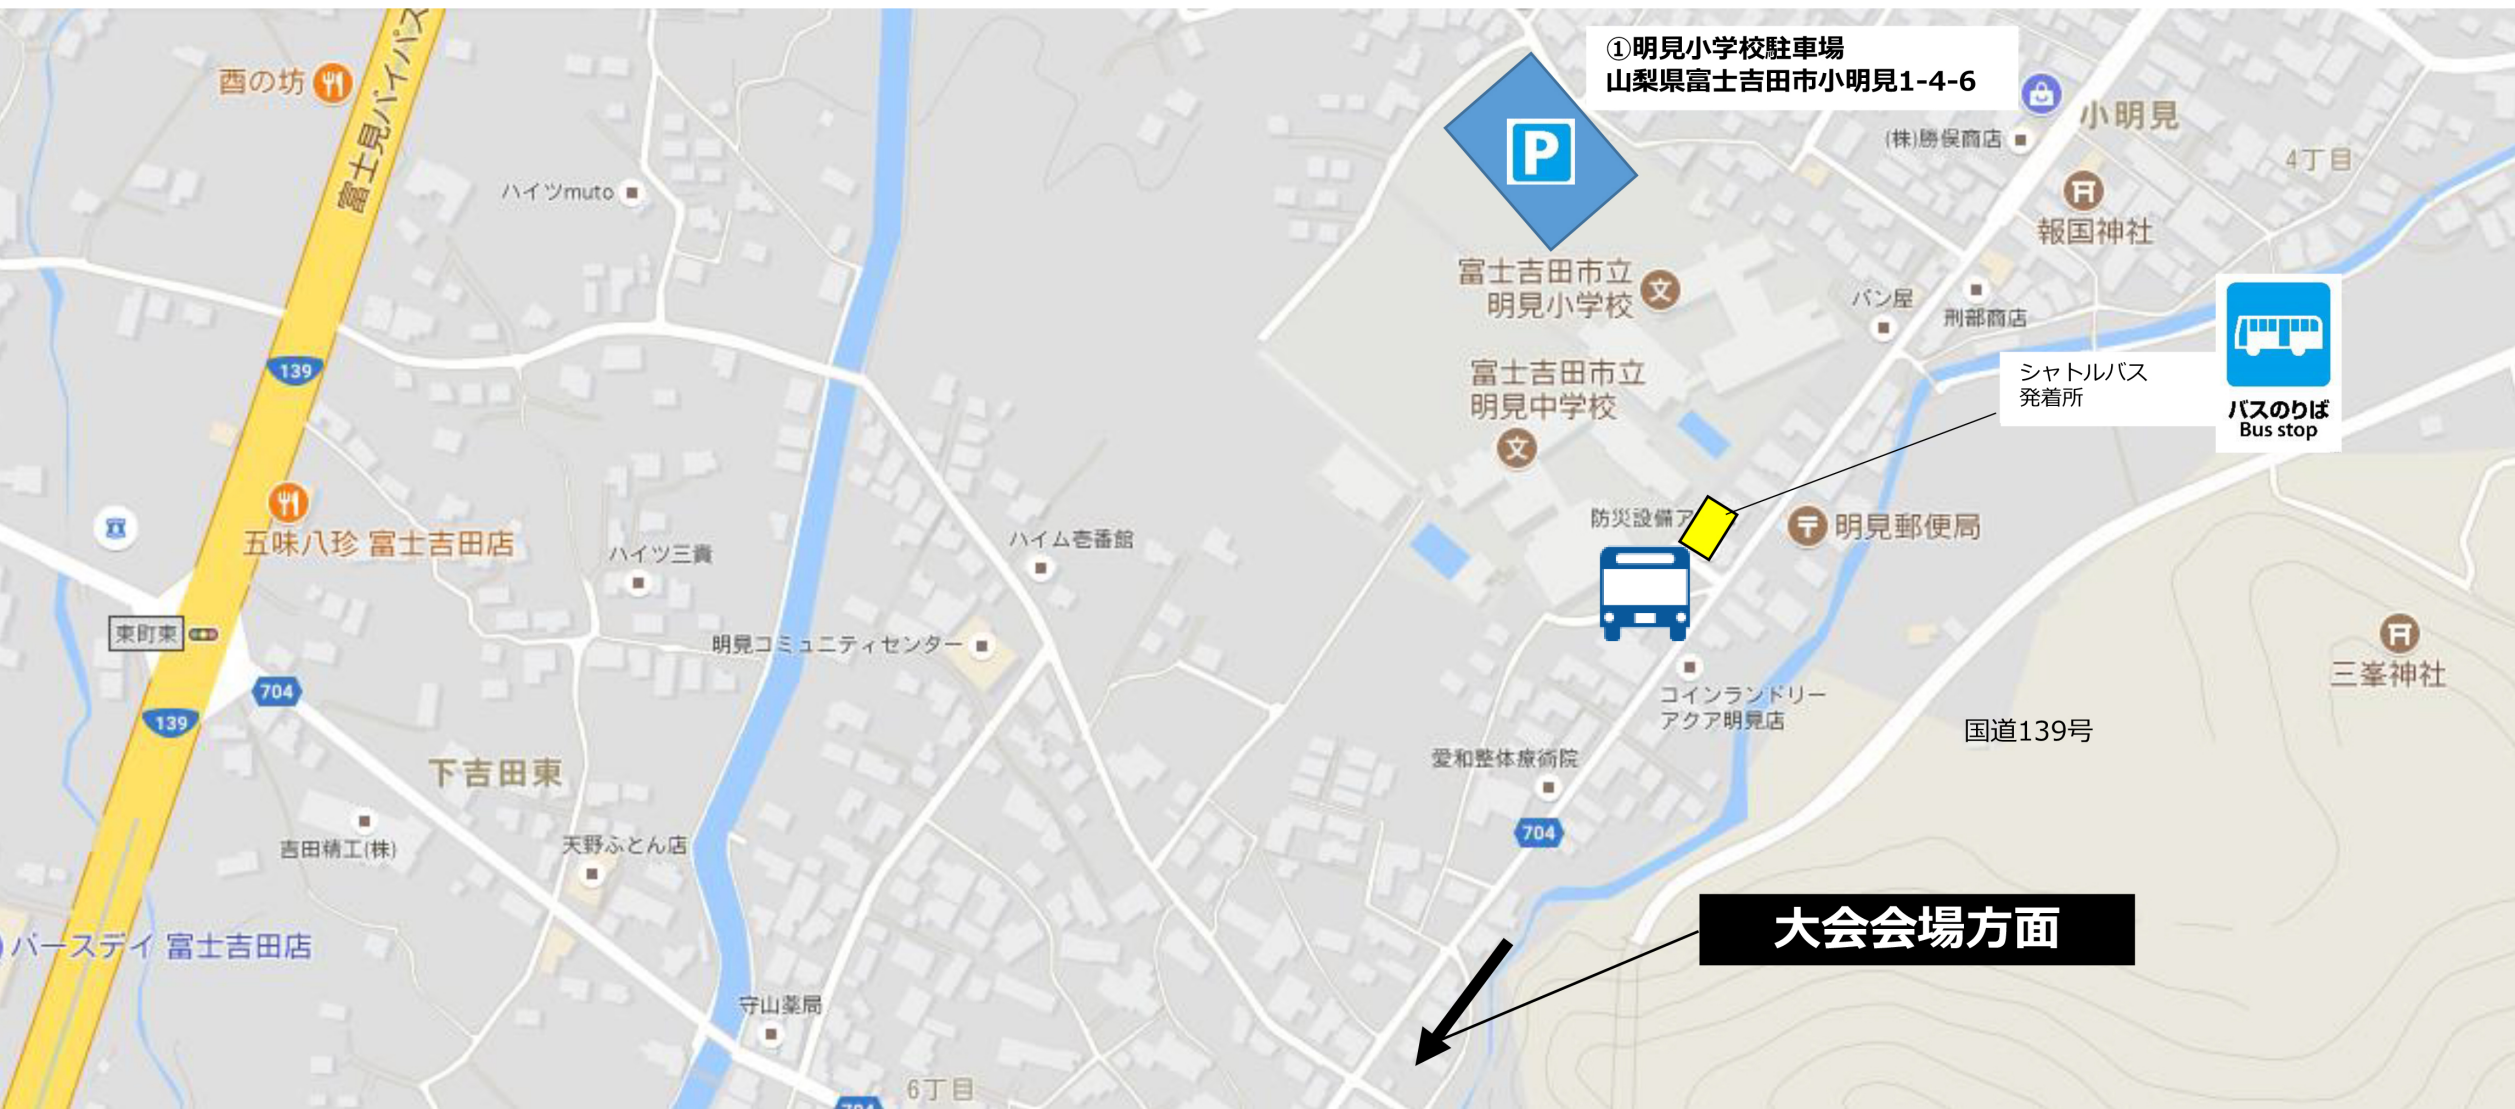 ①明見小学校駐車場
山梨県富士吉田市小明見1-4-6
富士見バイパス
酉の坊
P
小明見
(株)勝俣商店
4丁目
ハイツmuto
報国神社
富士吉田市立
明見小学校
文
パン屋
刑部商店
139
シャトルバス
発着所
バスのりば
Bus stop
富士吉田市立
明見中学校
文
五味八珍 富士吉田店
ハイツ三貴
ハイム壱番館
防災設備ア
明見郵便局
東町東
明見コミュニティセンター
704
139
三峯神社
コインランドリー
アクア明見店
国道139号
下吉田東
愛和整体療術院
704
吉田精工(株)
天野ふとん店
大会会場方面
バースデイ 富士吉田店
守山薬局
6丁目
704